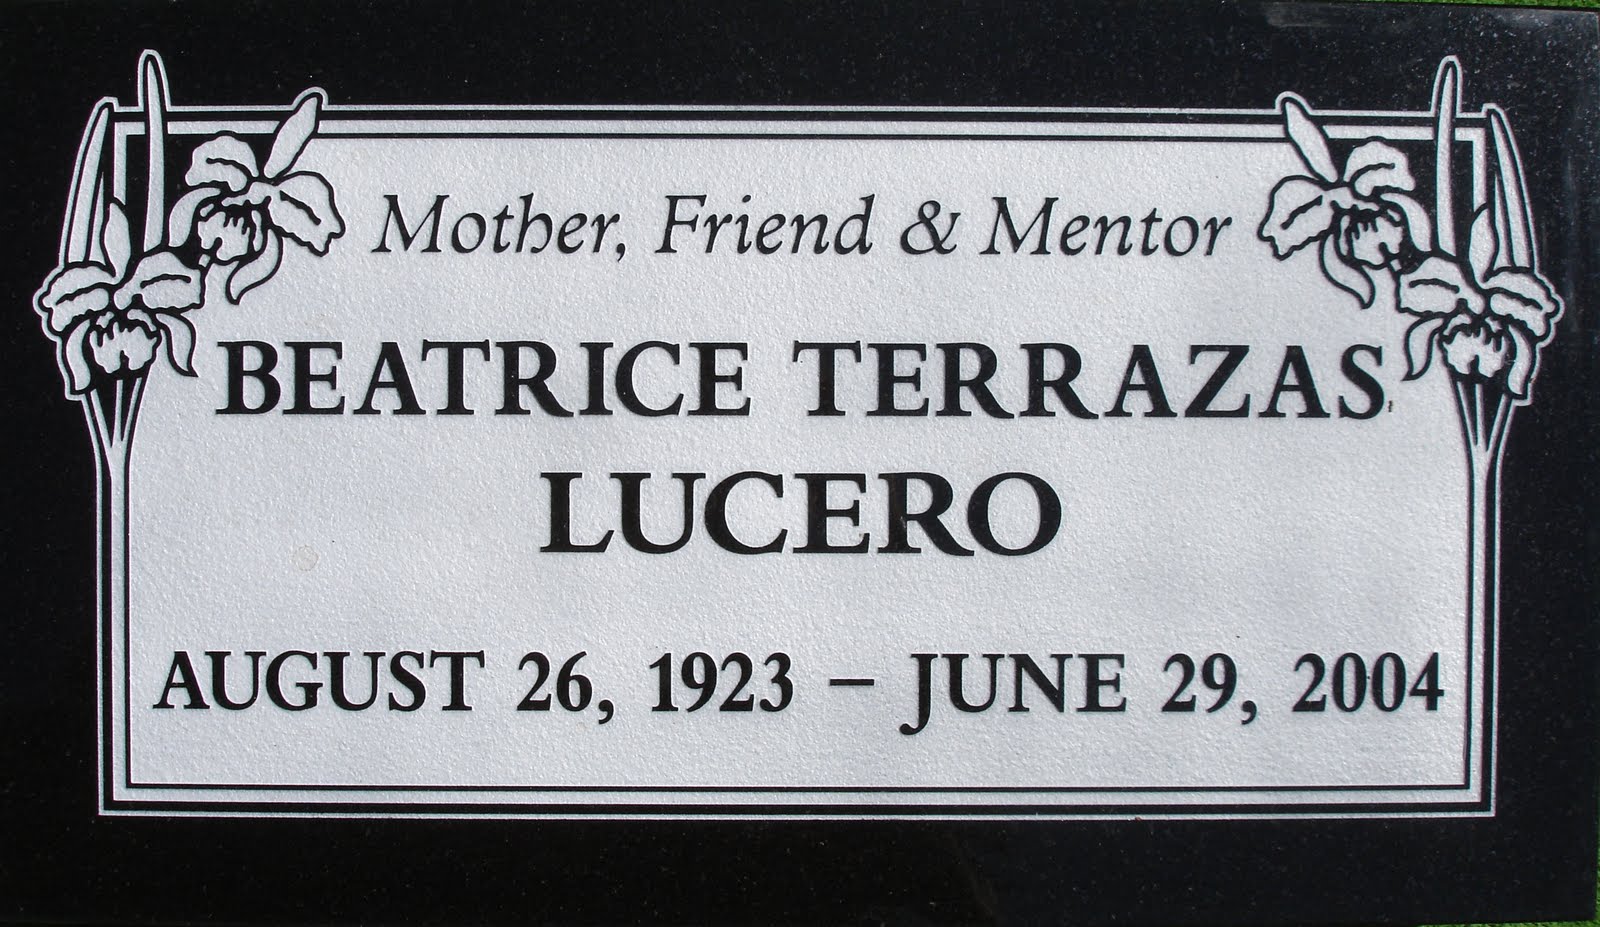 Mother, Friend & Mentor
BEATRICE TERRAZAS
LUCERO
AUGUST 26, 1923 – JUNE 29, 2004